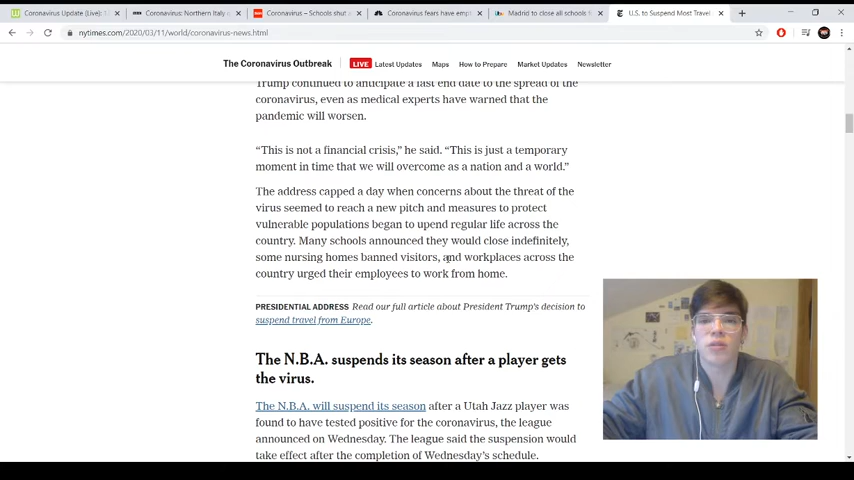 Coronavirus Update (Live): 1
Coronavirus: Northern Italy r
Coronavirus – Schools shut a
Coronavirus fears have empt
Madrid to close all schools f
U.S. to Suspend Most Travel
nytimes.com/2020/03/11/world/coronavirus-news.html
The Coronavirus Outbreak
LIVE Latest Updates Maps How to Prepare Market Updates Newsletter
Trump continued to anticipate a fast end date to the spread of the
coronavirus, even as medical experts have warned that the
pandemic will worsen.
“This is not a financial crisis,” he said. “This is just a temporary
moment in time that we will overcome as a nation and a world.”
The address capped a day when concerns about the threat of the
virus seemed to reach a new pitch and measures to protect
vulnerable populations began to upend regular life across the
country. Many schools announced they would close indefinitely,
some nursing homes banned visitors, and workplaces across the
country urged their employees to work from home.
PRESIDENTIAL ADDRESS Read our full article about President Trump's decision to
suspend travel from Europe.
The N.B.A. suspends its season after a player gets
the virus.
The N.B.A. will suspend its season after a Utah Jazz player was
found to have tested positive for the coronavirus, the league
announced on Wednesday. The league said the suspension would
take effect after the completion of Wednesday's schedule.